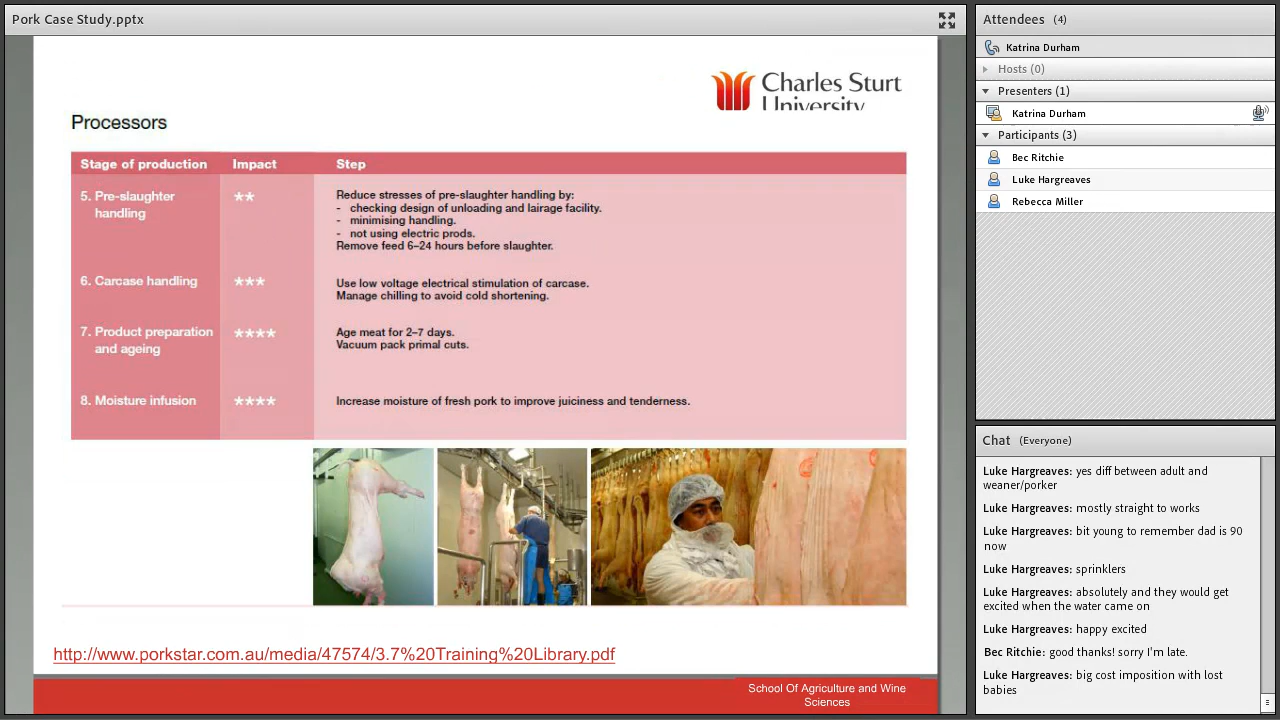 Pork Case Study.pptx
Charles Sturt
University
Processors
Stage of production Impact Step
5. Pre-slaughter handling ** Reduce stresses of pre-slaughter handling by:
- checking design of unloading and lairage facility.
- minimising handling.
- not using electric prods.
Remove feed 6–24 hours before slaughter.
6. Carcase handling *** Use low voltage electrical stimulation of carcase.
Manage chilling to avoid cold shortening.
7. Product preparation and ageing **** Age meat for 2–7 days.
Vacuum pack primal cuts.
8. Moisture infusion **** Increase moisture of fresh pork to improve juiciness and tenderness.
http://www.porkstar.com.au/media/47574/3.7%20Training%20Library.pdf
School Of Agriculture and Wine
Sciences
Attendees (4)
Katrina Durham
Hosts (0)
Presenters (1)
Katrina Durham
Participants (3)
Bec Ritchie
Luke Hargreaves
Rebecca Miller
Chat (Everyone)
Luke Hargreaves: yes diff between adult and
weaner/porker
Luke Hargreaves: mostly straight to works
Luke Hargreaves: bit young to remember dad is 90
now
Luke Hargreaves: sprinklers
Luke Hargreaves: absolutely and they would get
excited when the water came on
Luke Hargreaves: happy excited
Bec Ritchie: good thanks! sorry I'm late.
Luke Hargreaves: big cost imposition with lost
babies